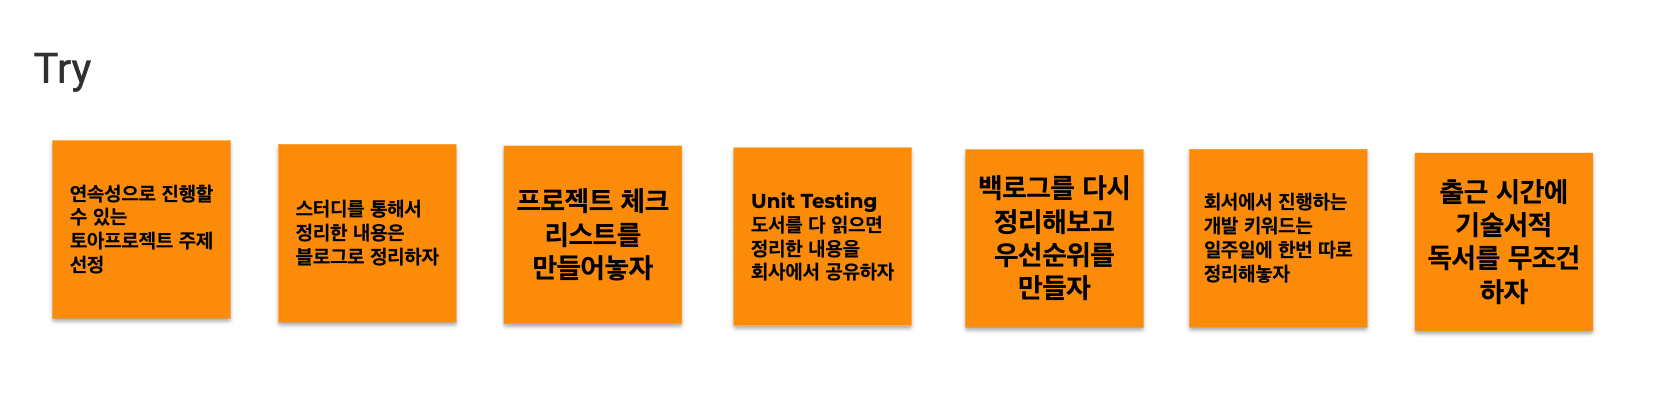 Try
연속성으로 진행할
수 있는
토아프로젝트 주제
선정
스터디를 통해서
정리한 내용은
블로그로 정리하자
프로젝트 체크
리스트를
만들어놓자
Unit Testing
도서를 다 읽으면
정리한 내용을
회사에서 공유하자
백로그를 다시
정리해보고
우선순위를
만들자
회서에서 진행하는
개발 키워드는
일주일에 한번 따로
정리해놓자
출근 시간에
기술서적
독서를 무조건
하자